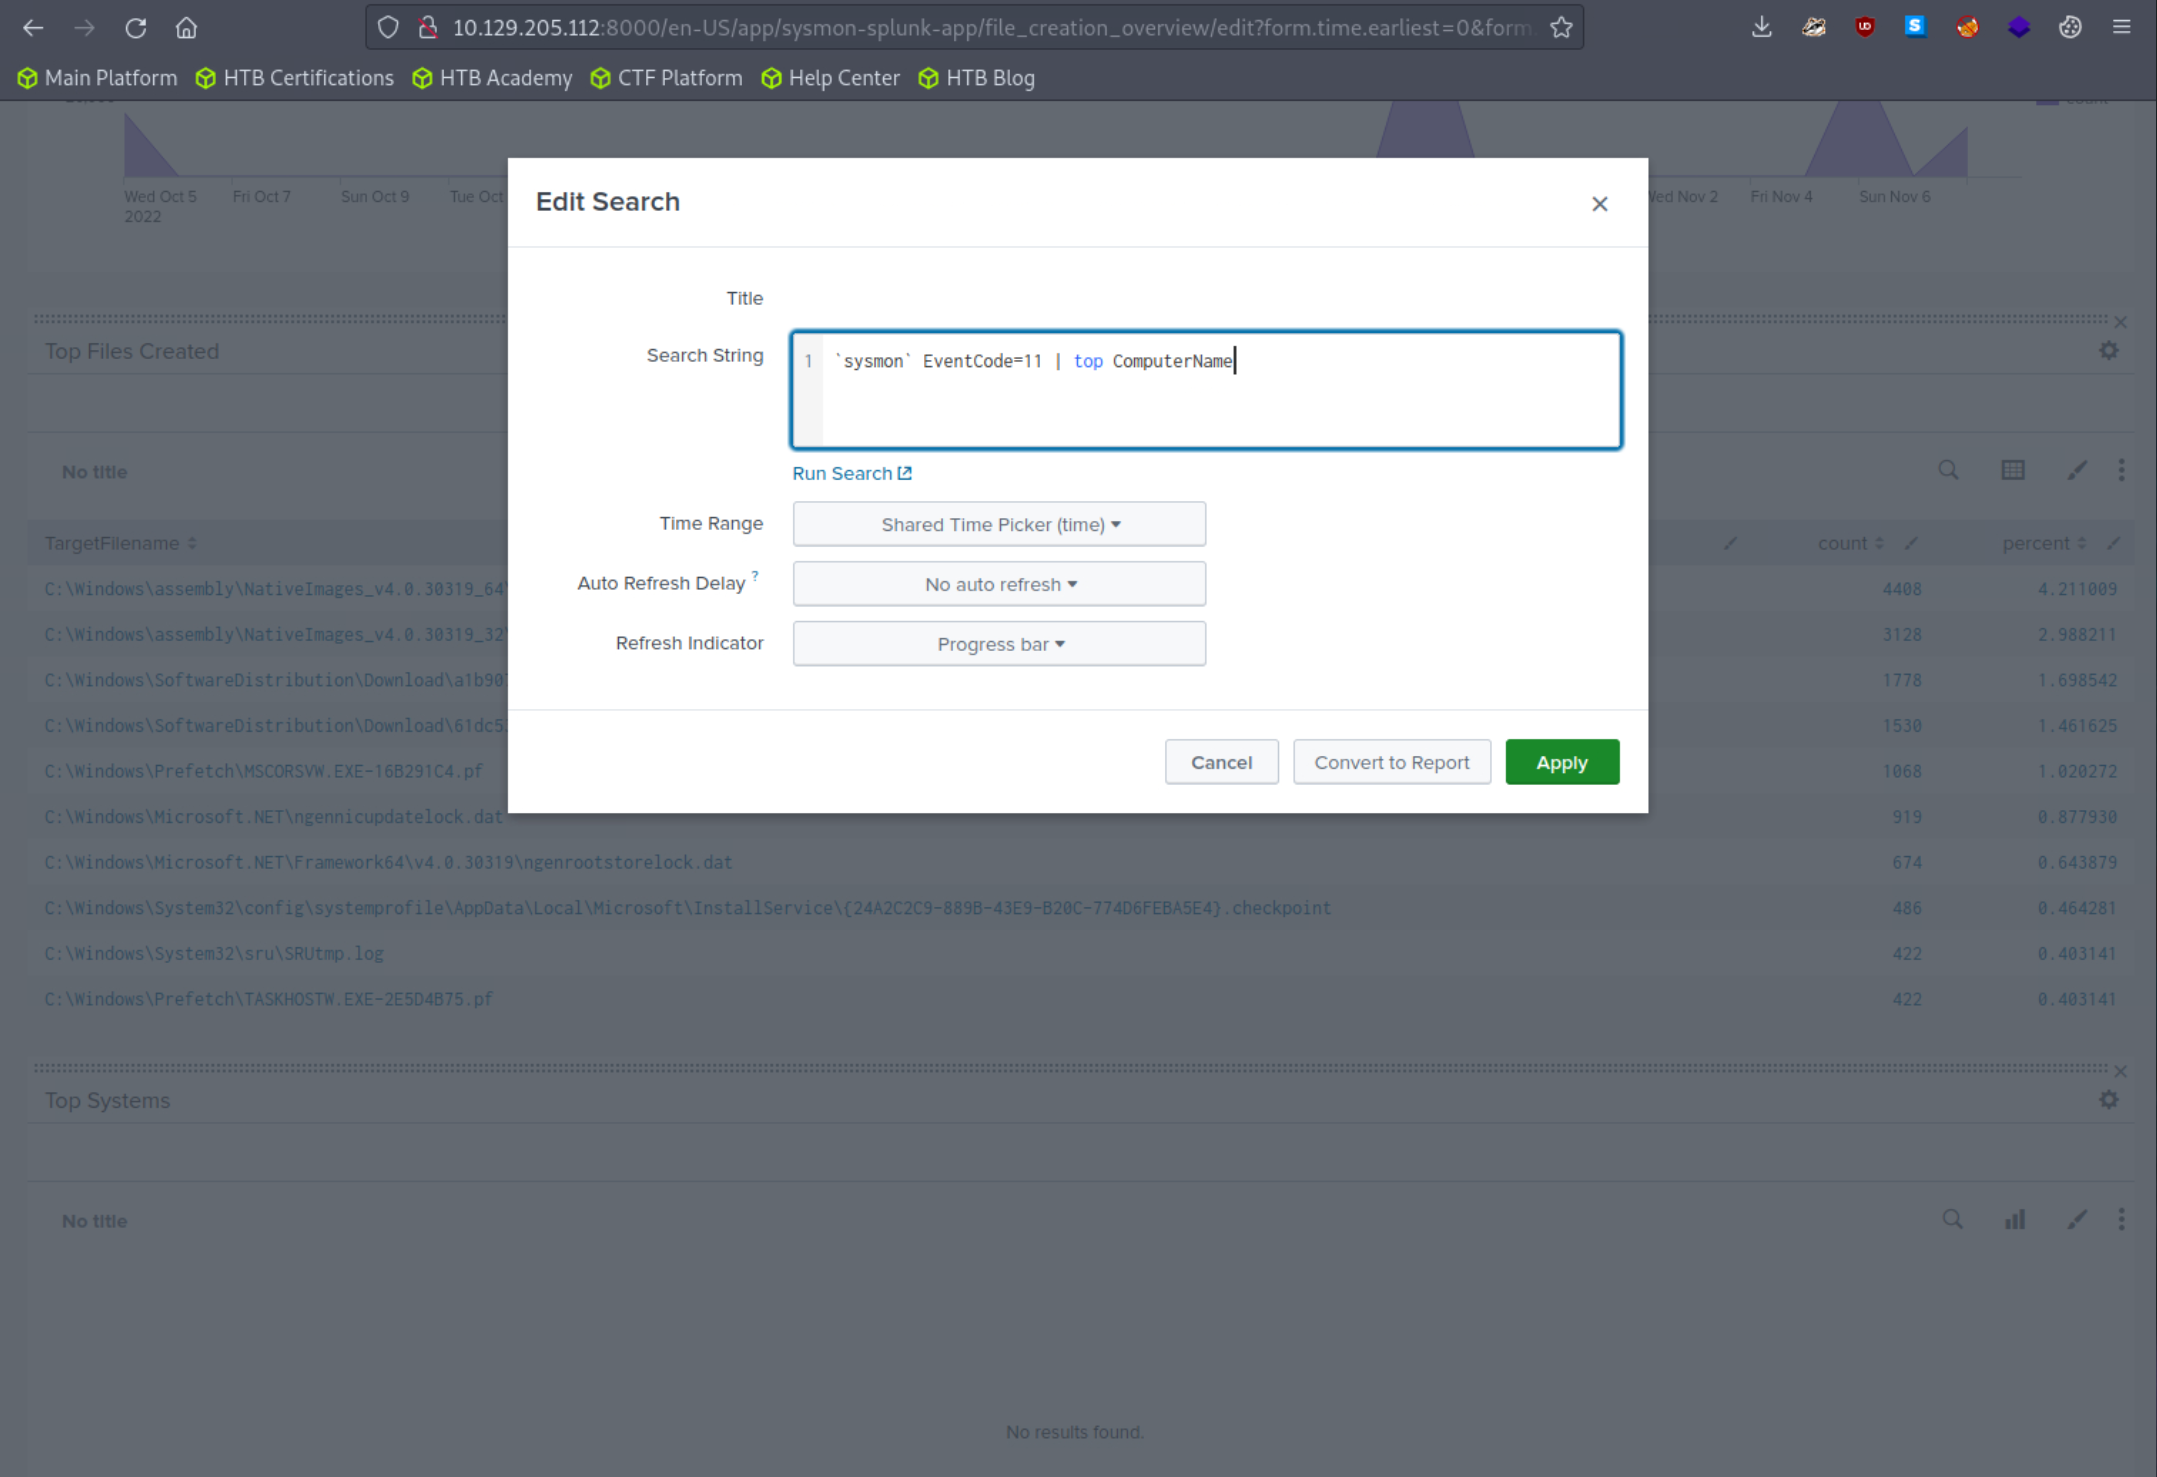 10.129.205.112:8000/en-US/app/sysmon-splunk-app/file_creation_overview/edit?form.time.earliest=0&form.
Main Platform HTB Certifications HTB Academy CTF Platform Help Center HTB Blog
count
Wed Oct 5 Fri Oct 7 Sun Oct 9 Tue Oct Wed Nov 2 Fri Nov 4 Sun Nov 6
2022
Edit Search
Title
Top Files Created
Search String
1 `sysmon` EventCode=11 | top ComputerName
No title
Run Search
Time Range Shared Time Picker (time)
TargetFilename count percent
Auto Refresh Delay ? No auto refresh
C:\Windows\assembly\NativeImages_v4.0.30319_64\ 4408 4.211009
C:\Windows\assembly\NativeImages_v4.0.30319_32\ 3128 2.988211
Refresh Indicator Progress bar
C:\Windows\SoftwareDistribution\Download\a1b90 1778 1.698542
C:\Windows\SoftwareDistribution\Download\61dc5 1530 1.461625
Cancel Convert to Report Apply
C:\Windows\Prefetch\MSCORSVW.EXE-16B291C4.pf 1068 1.020272
C:\Windows\Microsoft.NET\ngennicupdatelock.dat 919 0.877930
C:\Windows\Microsoft.NET\Framework64\v4.0.30319\ngenrootstorelock.dat 674 0.643879
C:\Windows\System32\config\systemprofile\AppData\Local\Microsoft\InstallService\{24A2C2C9-889B-43E9-B20C-774D6FEBA5E4}.checkpoint 486 0.464281
C:\Windows\System32\sru\SRUtmp.log 422 0.403141
C:\Windows\Prefetch\TASKHOSTW.EXE-2E5D4B75.pf 422 0.403141
Top Systems
No title
No results found.